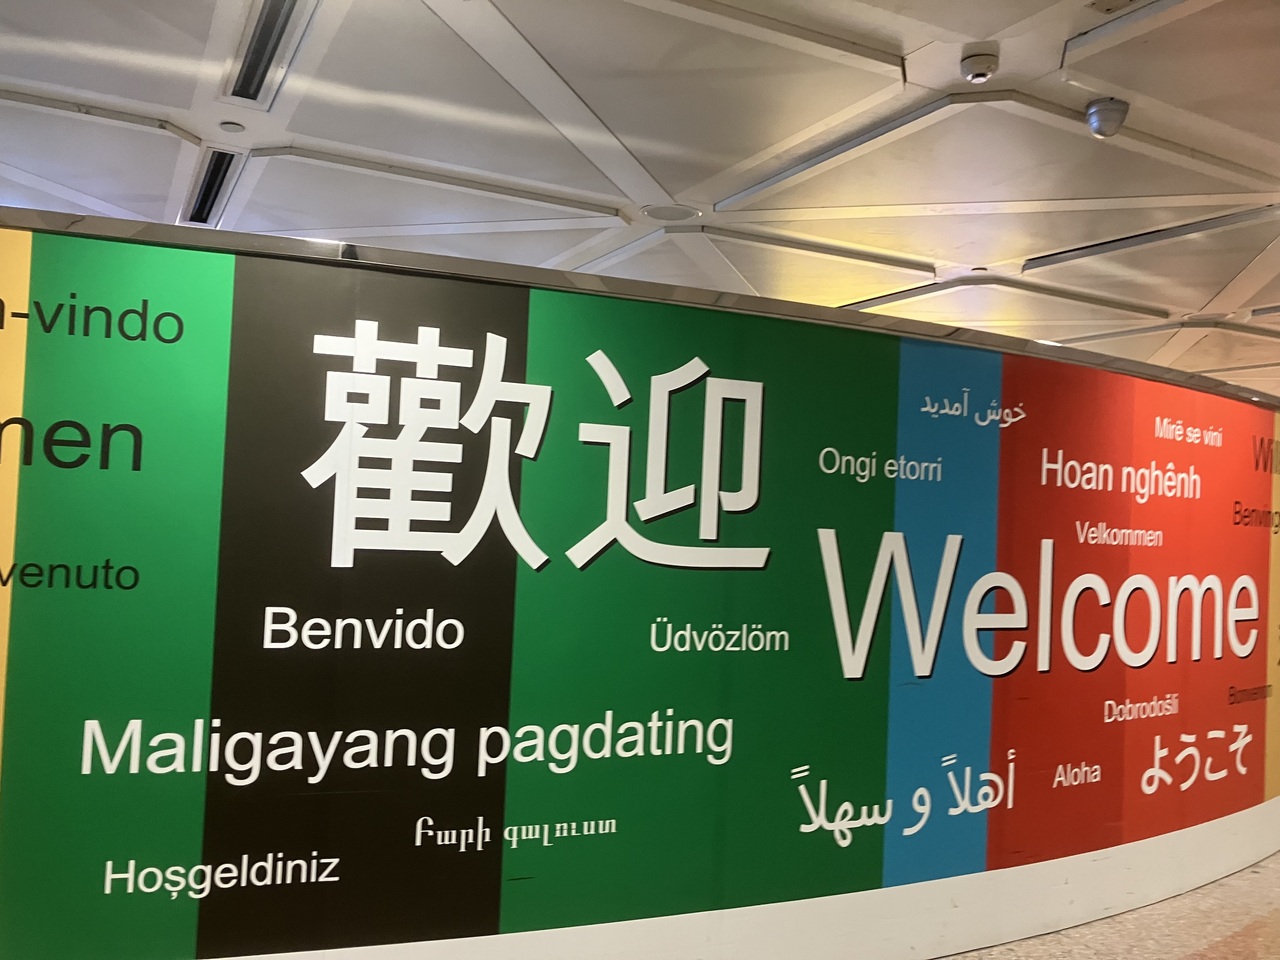 -vindo
men
venuto
歡迎
Benvido
Üdvözlöm
Maligayang pagdating
Բարի գալուստ
Hoşgeldiniz
خوش آمدید
Ongi etorri
Mirë se vini
Hoan nghênh
Velkommen
Welcome
Dobrodošli
أهلاً و سهلاً
Aloha
ようこそ